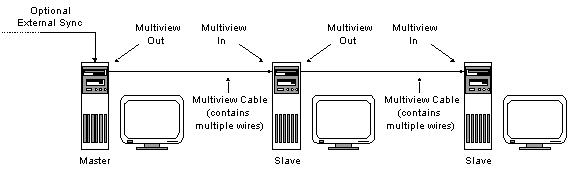 Optional
External Sync
Multiview
Out
Multiview
In
Multiview
Out
Multiview
In
Multiview Cable
(contains
multiple wires)
Multiview Cable
(contains
multiple wires)
Master
Slave
Slave